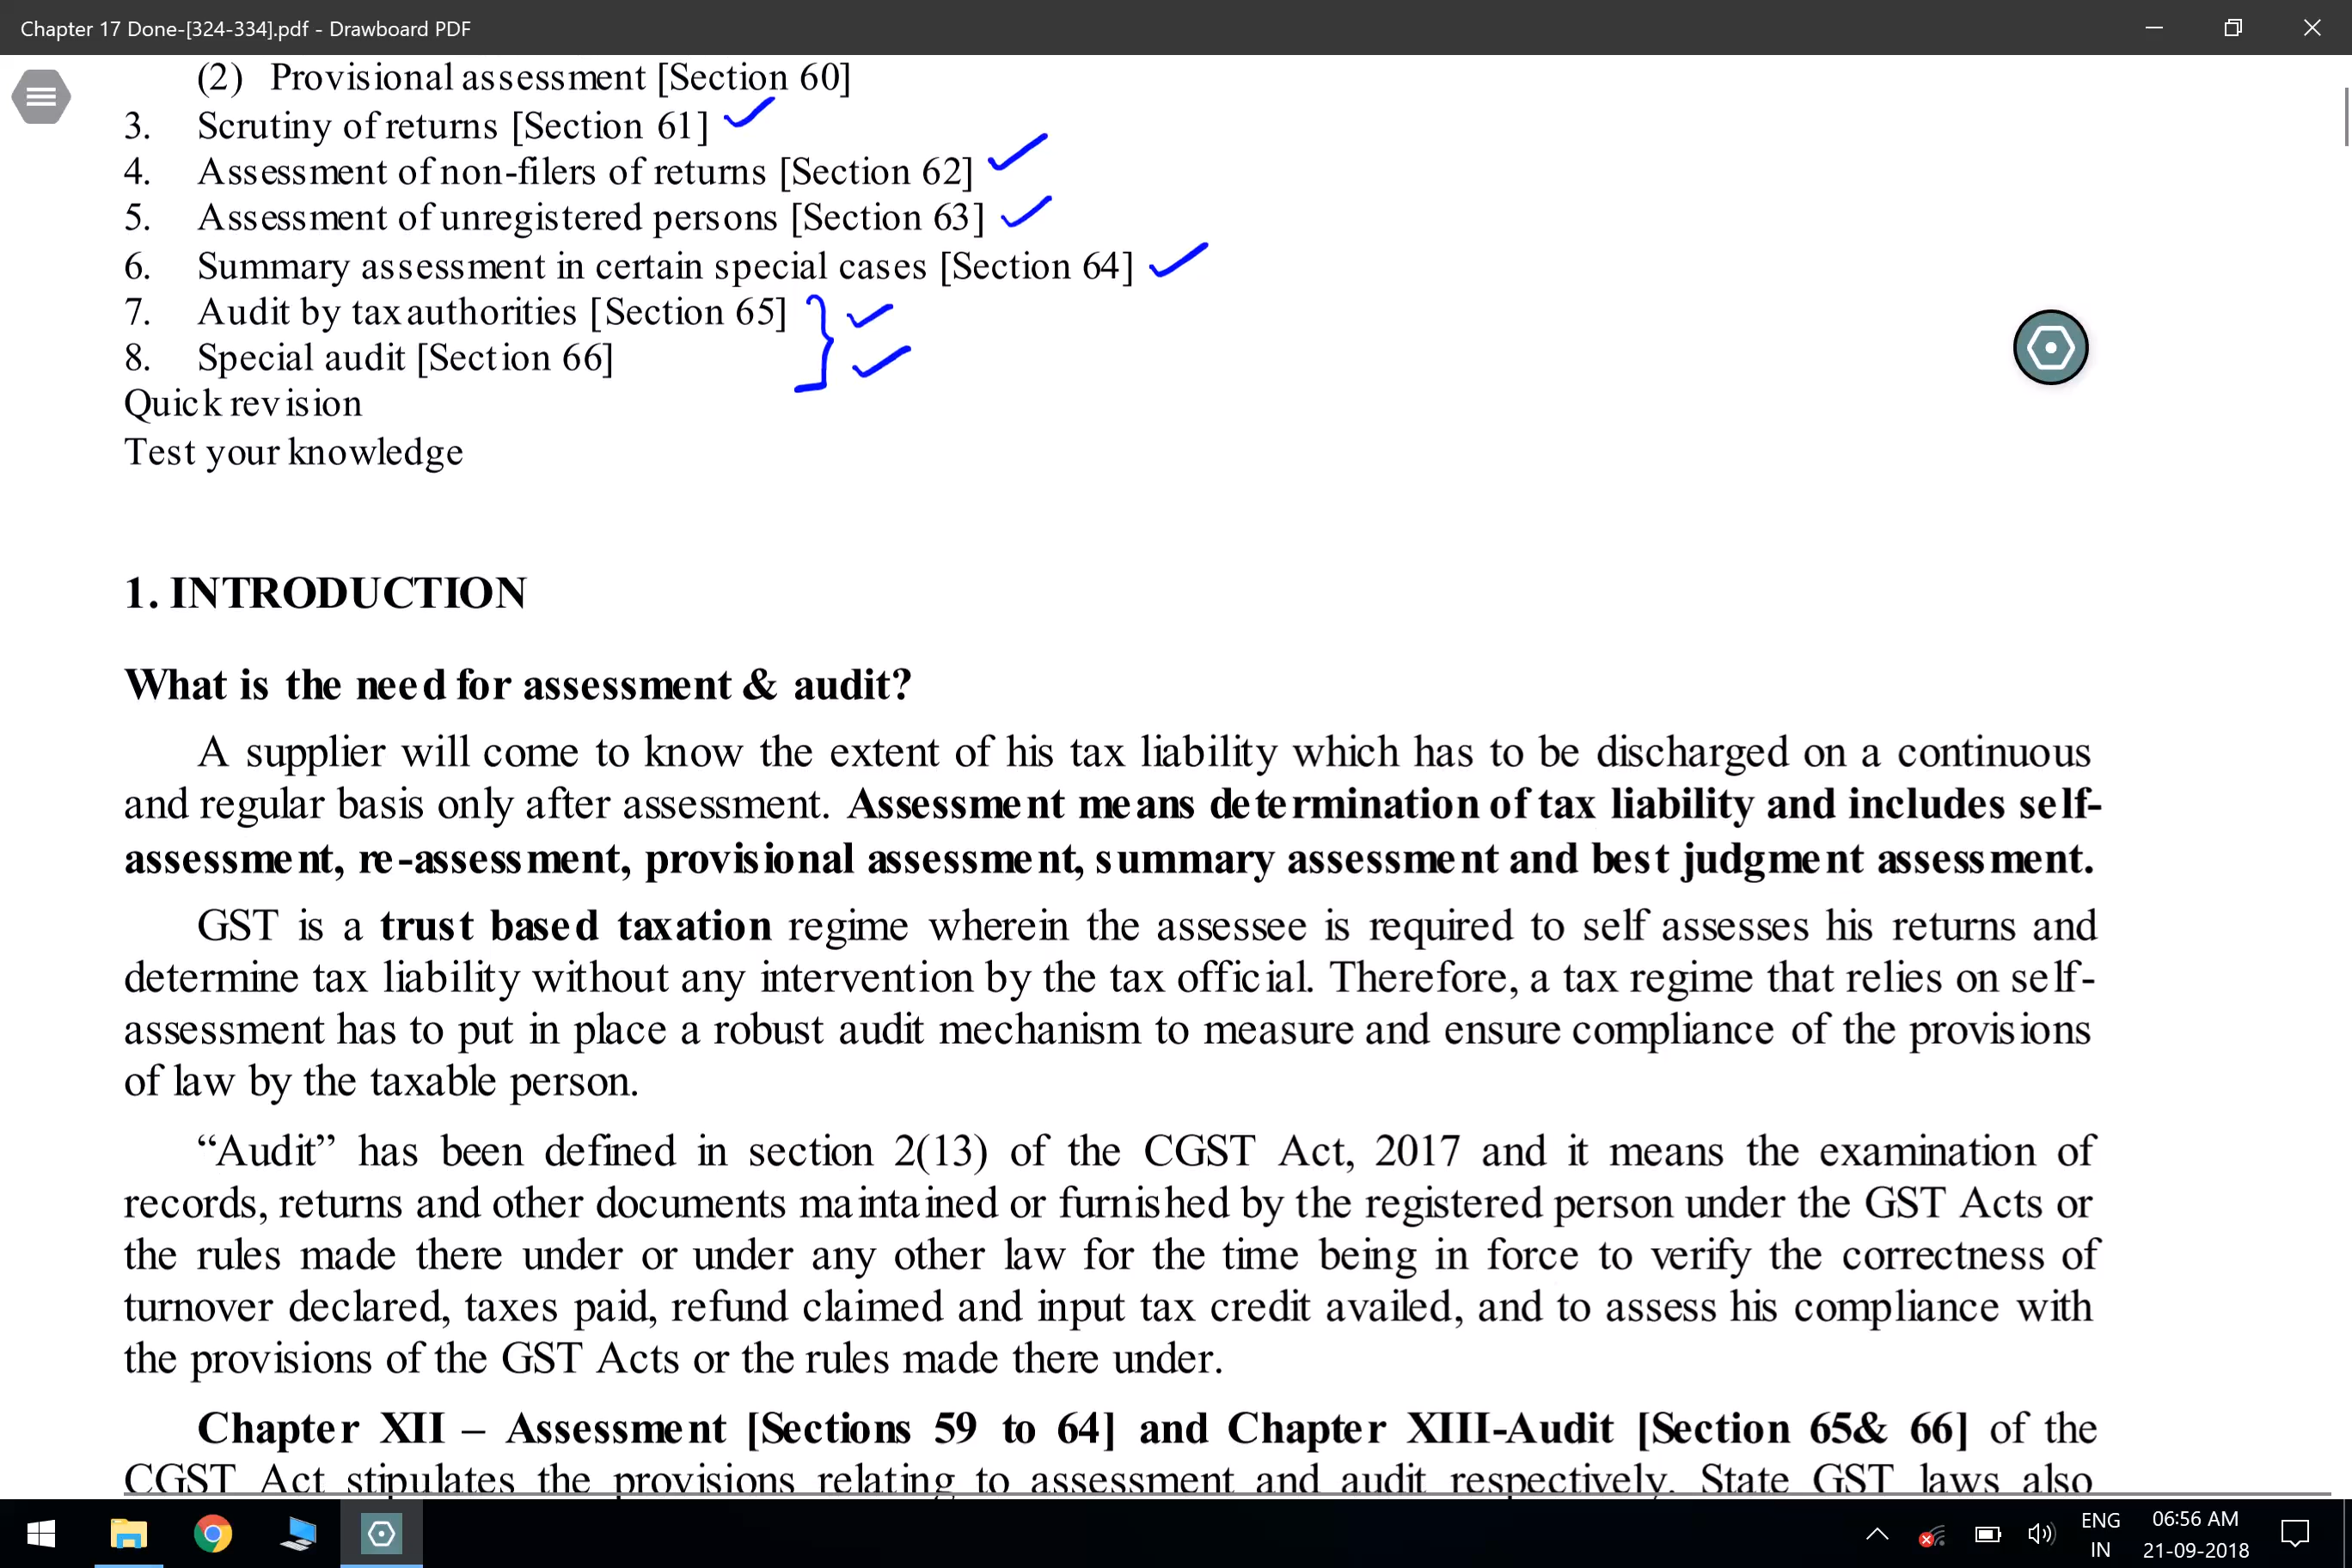 Chapter 17 Done-[324-334].pdf - Drawboard PDF
(2) Provisional assessment [Section 60]
3. Scrutiny of returns [Section 61]
4. Assessment of non-filers of returns [Section 62]
5. Assessment of unregistered persons [Section 63]
6. Summary assessment in certain special cases [Section 64]
7. Audit by tax authorities [Section 65]
8. Special audit [Section 66]
Quick revision
Test your knowledge
1. INTRODUCTION
What is the need for assessment & audit?
A supplier will come to know the extent of his tax liability which has to be discharged on a continuous
and regular basis only after assessment. Assessment means determination of tax liability and includes self-
assessment, re-assessment, provisional assessment, summary assessment and best judgment assessment.
GST is a trust based taxation regime wherein the assessee is required to self assesses his returns and
determine tax liability without any intervention by the tax official. Therefore, a tax regime that relies on self-
assessment has to put in place a robust audit mechanism to measure and ensure compliance of the provisions
of law by the taxable person.
“Audit” has been defined in section 2(13) of the CGST Act, 2017 and it means the examination of
records, returns and other documents maintained or furnished by the registered person under the GST Acts or
the rules made there under or under any other law for the time being in force to verify the correctness of
turnover declared, taxes paid, refund claimed and input tax credit availed, and to assess his compliance with
the provisions of the GST Acts or the rules made there under.
Chapter XII – Assessment [Sections 59 to 64] and Chapter XIII-Audit [Section 65& 66] of the
CGST Act stipulates the provisions relating to assessment and audit respectively. State GST laws also
ENG
IN
06:56 AM
21-09-2018